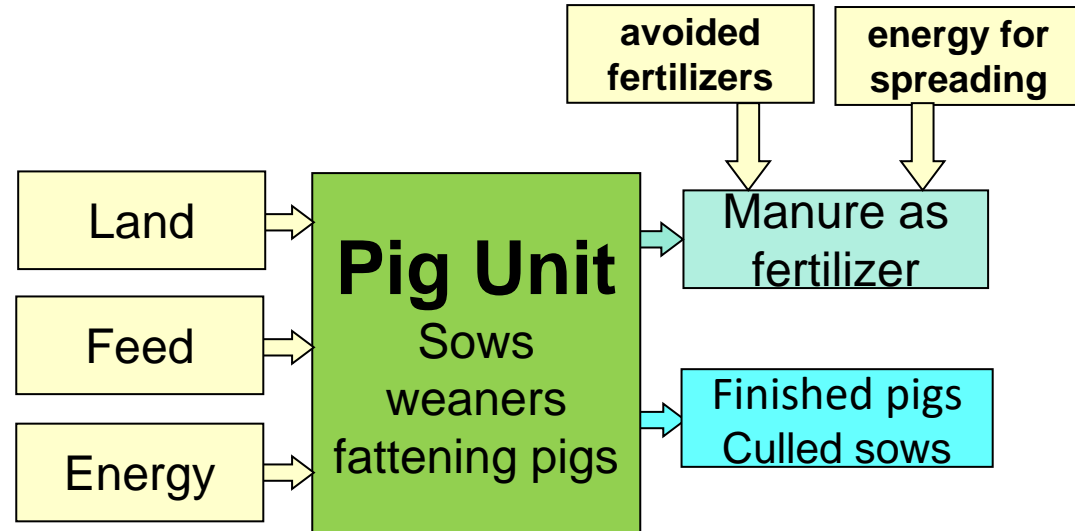 avoided
fertilizers
energy for
spreading
Land
Feed
Energy
Pig Unit
Sows
weaners
fattening pigs
Manure as
fertilizer
Finished pigs
Culled sows